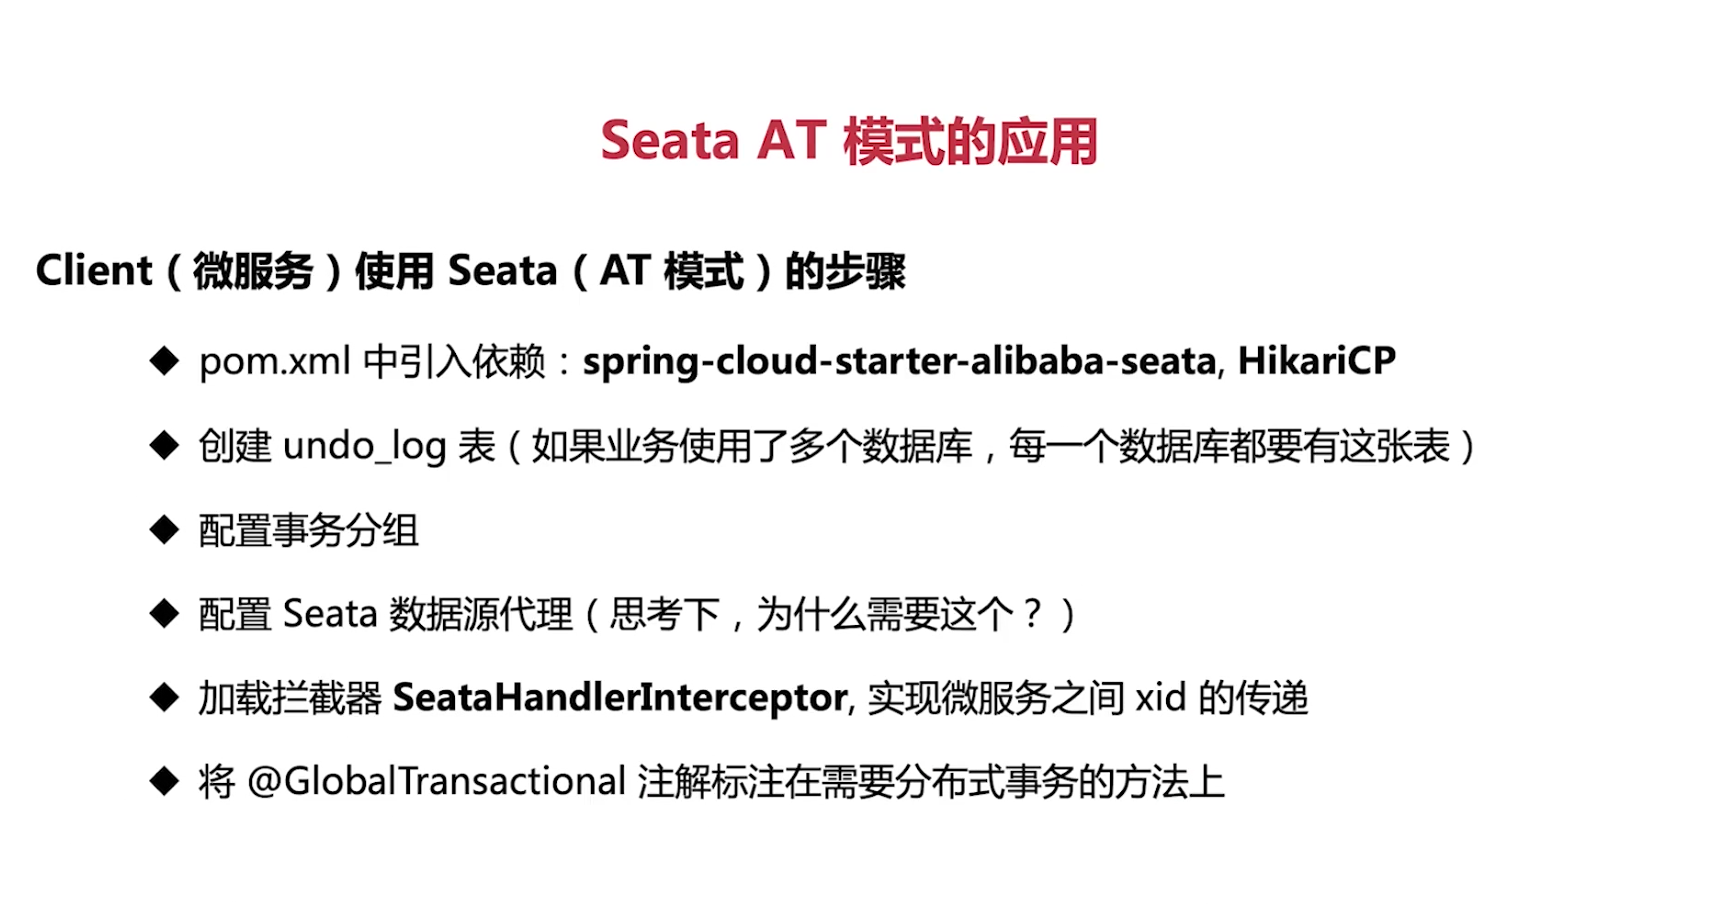 Seata AT 模式的应用
Client（微服务）使用 Seata（AT 模式）的步骤
◆ pom.xml 中引入依赖：spring-cloud-starter-alibaba-seata, HikariCP
◆ 创建 undo_log 表（如果业务使用了多个数据库，每一个数据库都要有这张表）
◆ 配置事务分组
◆ 配置 Seata 数据源代理（思考下，为什么需要这个？）
◆ 加载拦截器 SeataHandlerInterceptor, 实现微服务之间 xid 的传递
◆ 将 @GlobalTransactional 注解标注在需要分布式事务的方法上